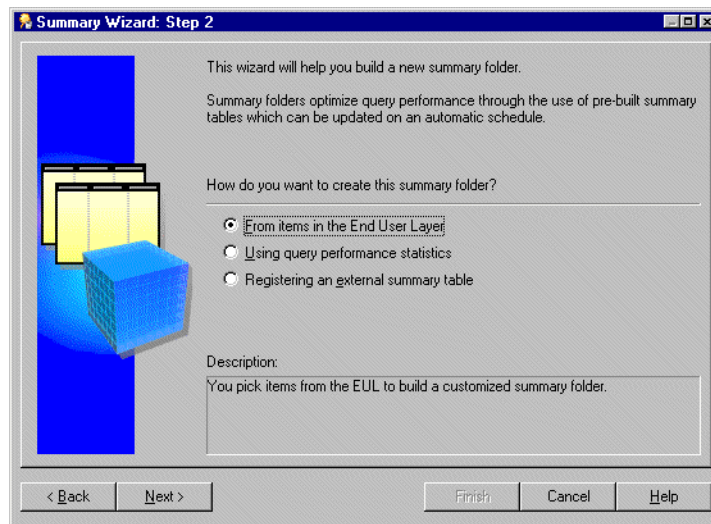 Summary Wizard: Step 2
This wizard will help you build a new summary folder.
Summary folders optimize query performance through the use of pre-built summary
tables which can be updated on an automatic schedule.
How do you want to create this summary folder?
From items in the End User Layer
Using query performance statistics
Registering an external summary table
Description:
You pick items from the EUL to build a customized summary folder.
< Back
Next >
Finish
Cancel
Help